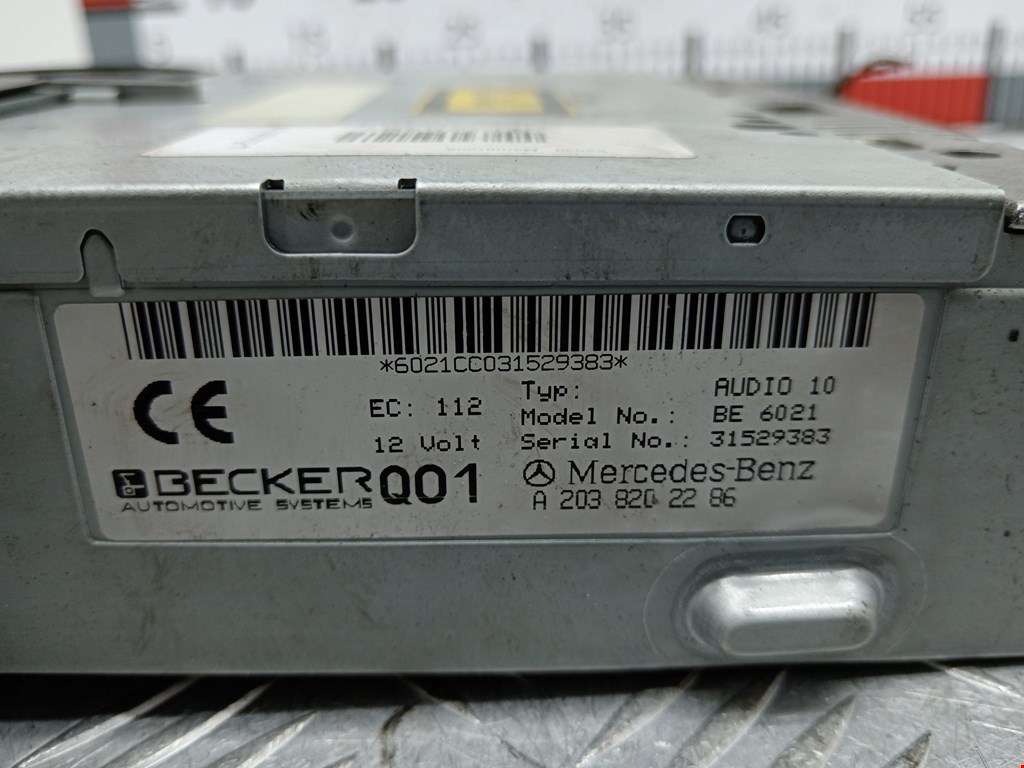 *6021CC031529383*
CE
EC: 112
12 Volt
Typ: AUDIO 10
Model No.: BE 6021
Serial No.: 31529383
BECKER Q01
AUTOMOTIVE SYSTEMS
Mercedes-Benz
A 203 820 22 86